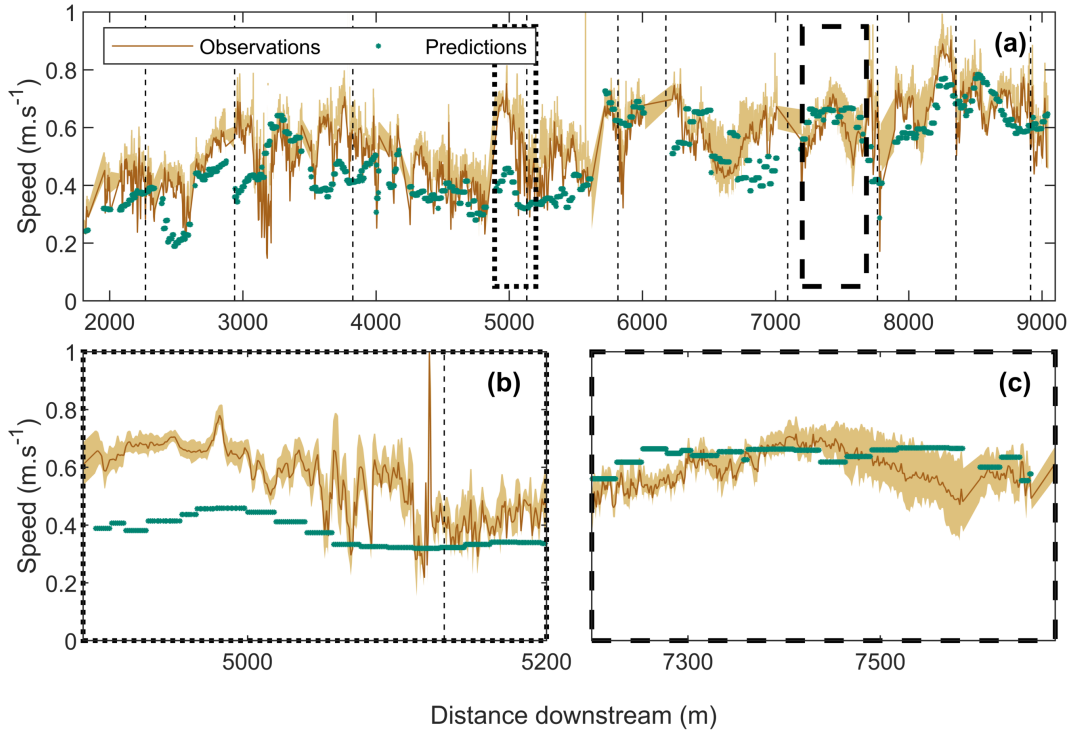 Observations Predictions
(a)
Speed (m.s⁻¹)
1
0.8
0.6
0.4
0.2
0
2000 3000 4000 5000 6000 7000 8000 9000
(b)
Speed (m.s⁻¹)
1
0.8
0.6
0.4
0.2
0
5000 5200
(c)
7300 7500
Distance downstream (m)